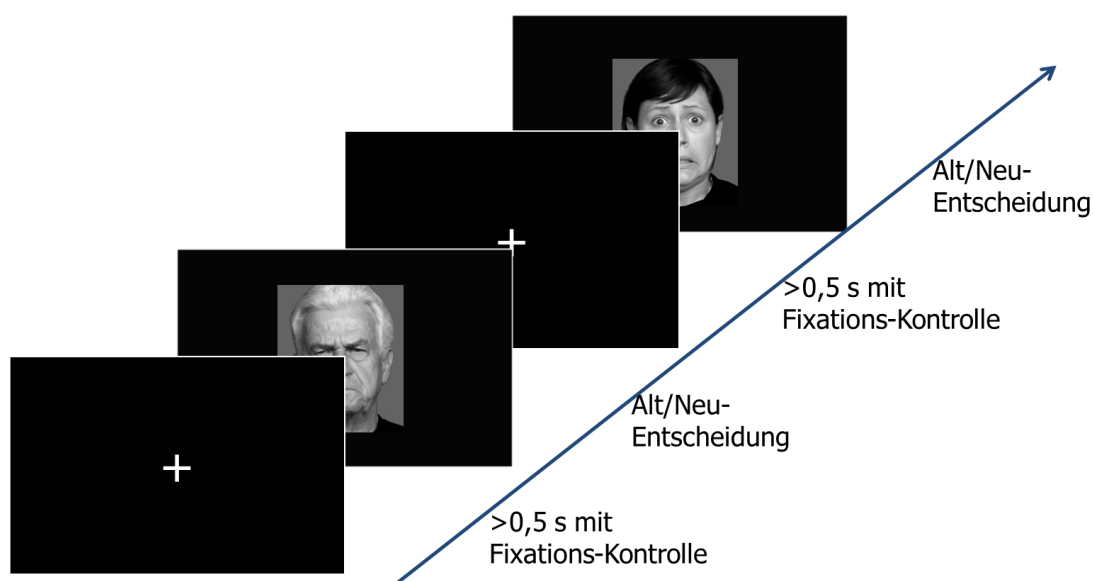 Alt/Neu-
Entscheidung
>0,5 s mit
Fixations-Kontrolle
Alt/Neu-
Entscheidung
>0,5 s mit
Fixations-Kontrolle